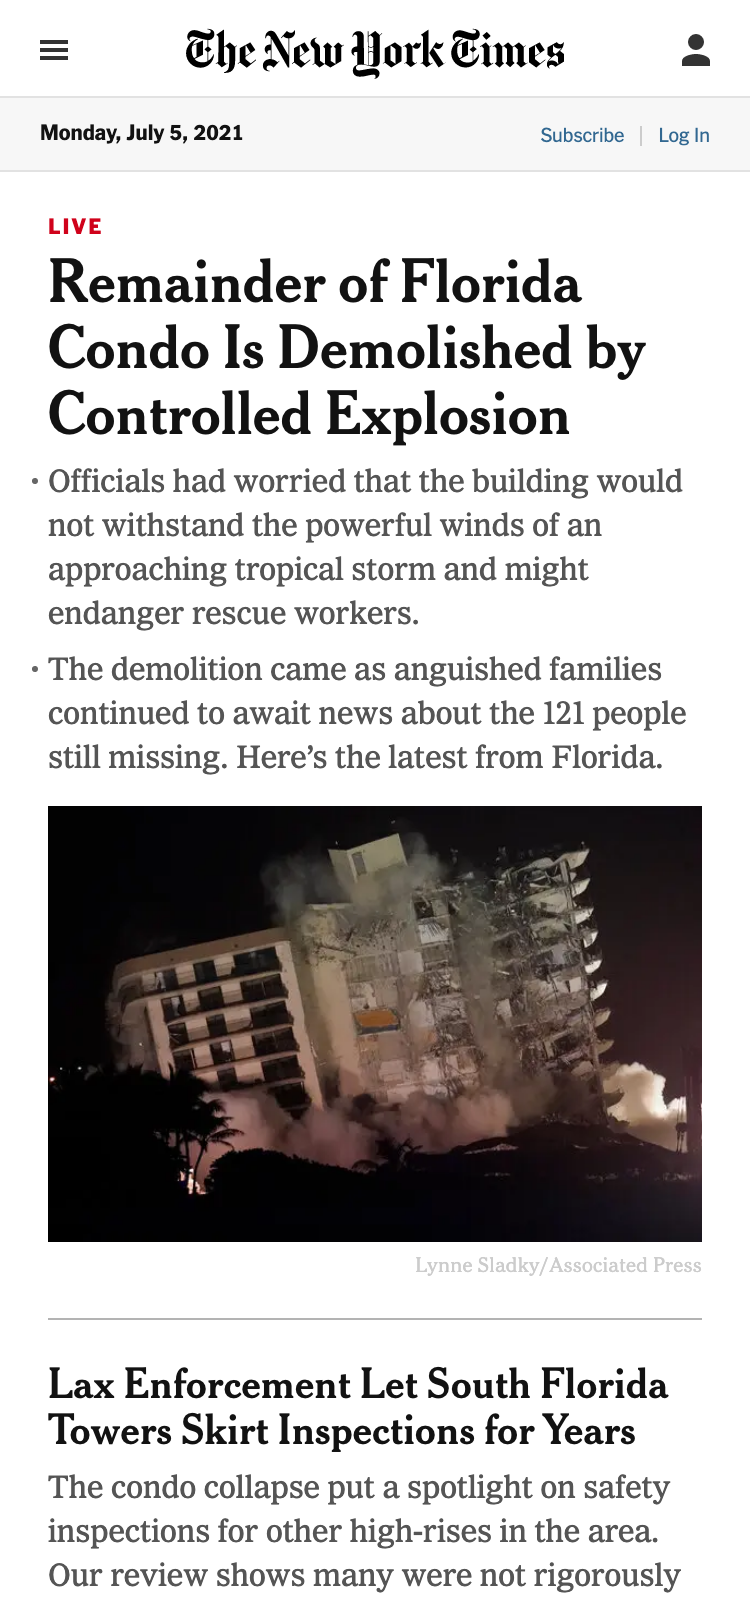 The New York Times
Monday, July 5, 2021
Subscribe | Log In
LIVE
Remainder of Florida
Condo Is Demolished by
Controlled Explosion
• Officials had worried that the building would
not withstand the powerful winds of an
approaching tropical storm and might
endanger rescue workers.
• The demolition came as anguished families
continued to await news about the 121 people
still missing. Here’s the latest from Florida.
Lynne Sladky/Associated Press
Lax Enforcement Let South Florida
Towers Skirt Inspections for Years
The condo collapse put a spotlight on safety
inspections for other high-rises in the area.
Our review shows many were not rigorously